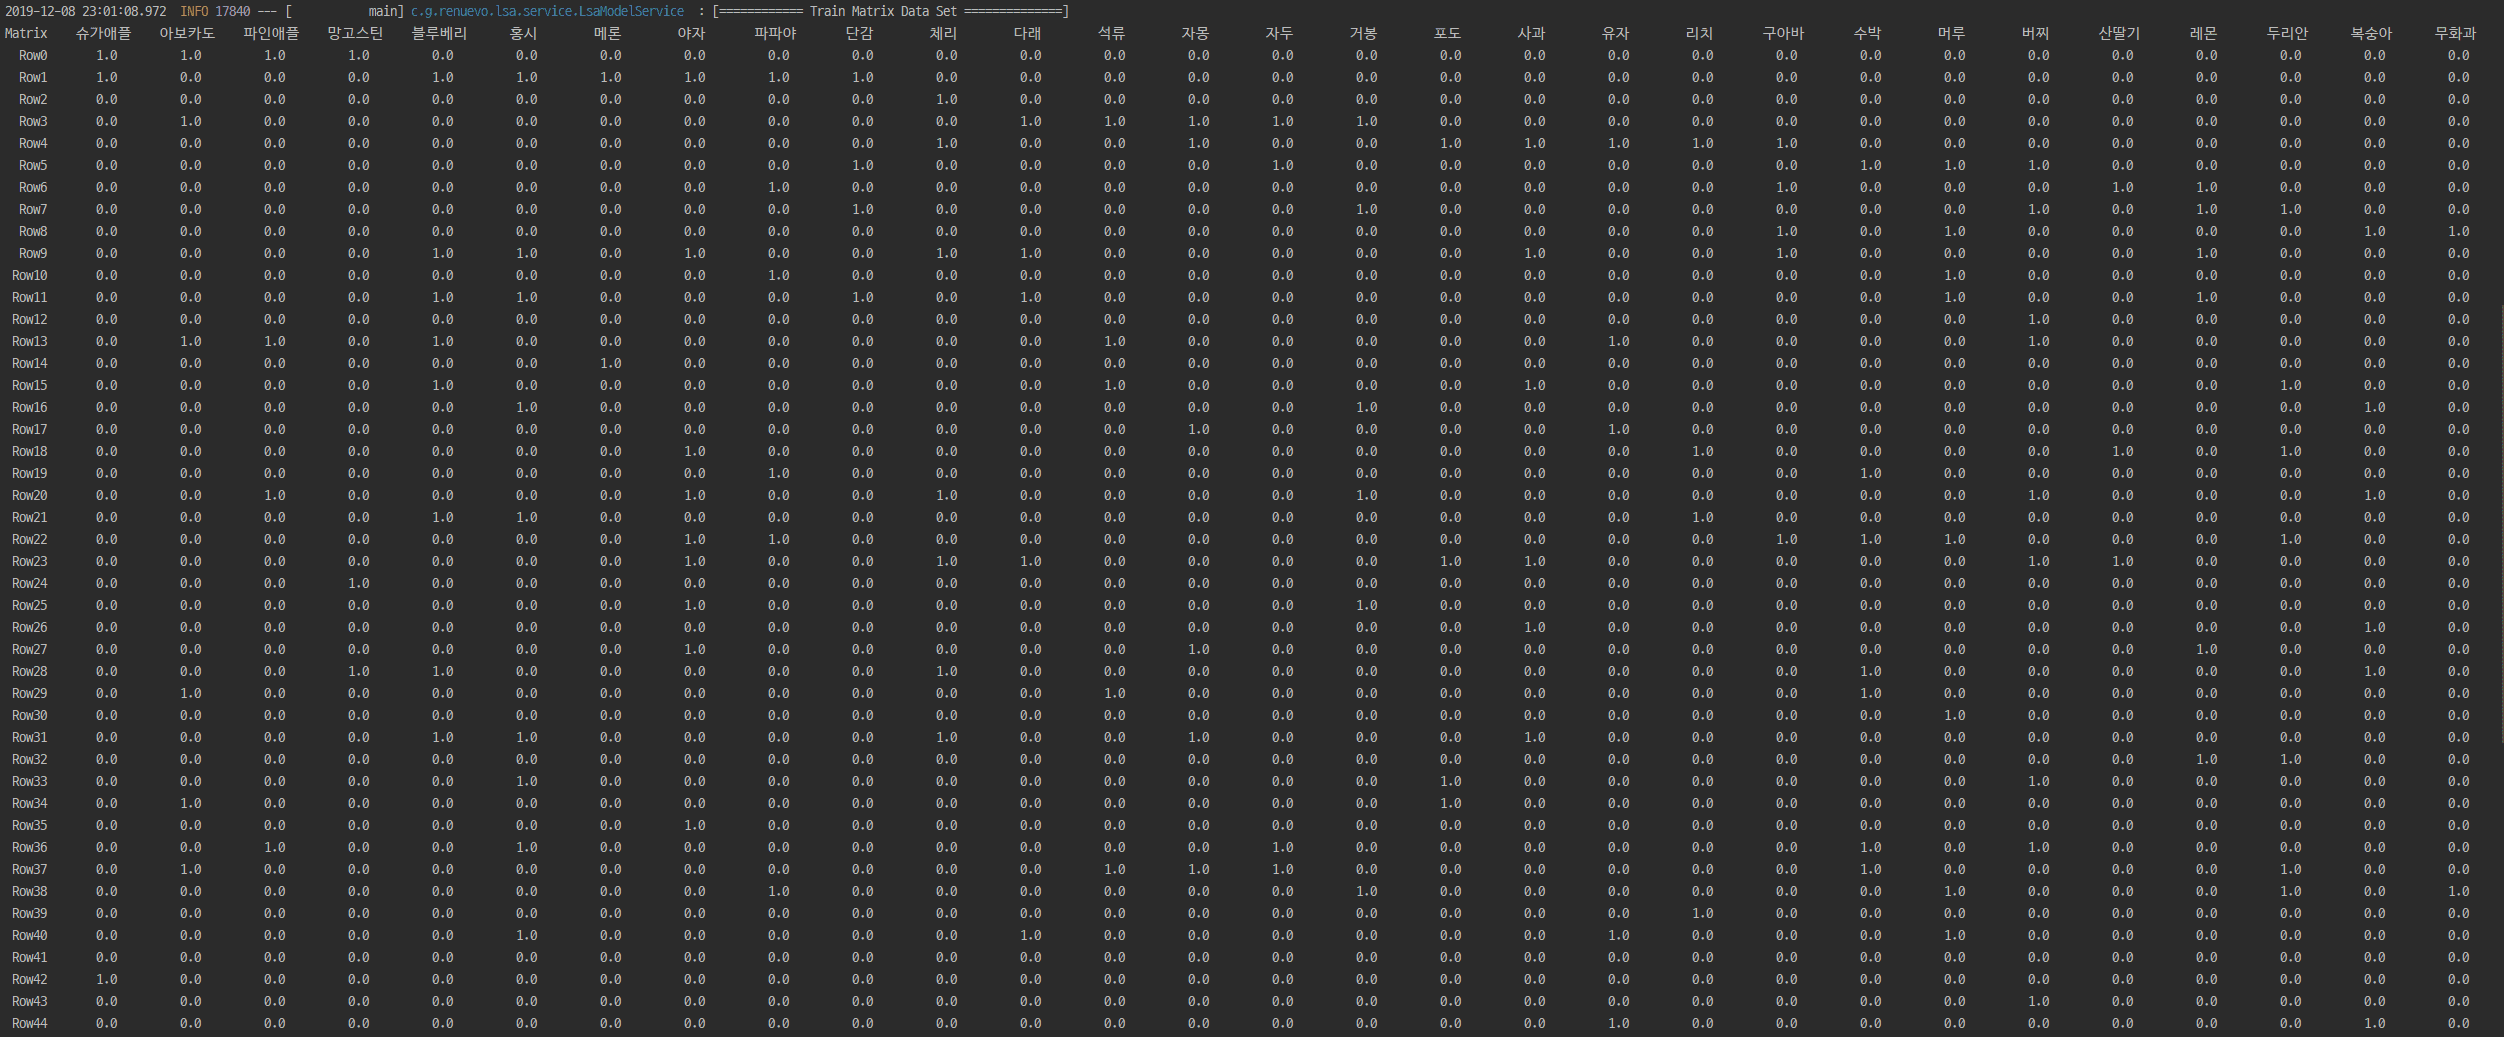 2019-12-08 23:01:08.972 INFO 17840 --- [ main] c.g.renuevo.lsa.service.LsaModelService : [============ Train Matrix Data Set ==============]
Matrix 슈가애플 아보카도 파인애플 망고스틴 블루베리 홍시 메론 야자 파파야 단감 체리 다래 석류 자몽 자두 거봉 포도 사과 유자 리치 구아바 수박 머루 버찌 산딸기 레몬 두리안 복숭아 무화과
Row0 1.0 1.0 1.0 1.0 0.0 0.0 0.0 0.0 0.0 0.0 0.0 0.0 0.0 0.0 0.0 0.0 0.0 0.0 0.0 0.0 0.0 0.0 0.0 0.0 0.0 0.0 0.0 0.0 0.0
Row1 1.0 0.0 0.0 0.0 1.0 1.0 1.0 1.0 1.0 1.0 0.0 0.0 0.0 0.0 0.0 0.0 0.0 0.0 0.0 0.0 0.0 0.0 0.0 0.0 0.0 0.0 0.0 0.0 0.0
Row2 0.0 0.0 0.0 0.0 0.0 0.0 0.0 0.0 0.0 0.0 1.0 0.0 0.0 0.0 0.0 0.0 0.0 0.0 0.0 0.0 0.0 0.0 0.0 0.0 0.0 0.0 0.0 0.0 0.0
Row3 0.0 1.0 0.0 0.0 0.0 0.0 0.0 0.0 0.0 0.0 0.0 1.0 1.0 1.0 1.0 1.0 0.0 0.0 0.0 0.0 0.0 0.0 0.0 0.0 0.0 0.0 0.0 0.0 0.0
Row4 0.0 0.0 0.0 0.0 0.0 0.0 0.0 0.0 0.0 0.0 1.0 0.0 0.0 1.0 0.0 0.0 1.0 1.0 1.0 1.0 1.0 0.0 0.0 0.0 0.0 0.0 0.0 0.0 0.0
Row5 0.0 0.0 0.0 0.0 0.0 0.0 0.0 0.0 0.0 1.0 0.0 0.0 0.0 0.0 1.0 0.0 0.0 0.0 0.0 0.0 0.0 1.0 1.0 1.0 0.0 0.0 0.0 0.0 0.0
Row6 0.0 0.0 0.0 0.0 0.0 0.0 0.0 0.0 1.0 0.0 0.0 0.0 0.0 0.0 0.0 0.0 0.0 0.0 0.0 0.0 1.0 0.0 0.0 0.0 1.0 1.0 0.0 0.0 0.0
Row7 0.0 0.0 0.0 0.0 0.0 0.0 0.0 0.0 0.0 1.0 0.0 0.0 0.0 0.0 0.0 1.0 0.0 0.0 0.0 0.0 0.0 0.0 0.0 1.0 0.0 1.0 1.0 0.0 0.0
Row8 0.0 0.0 0.0 0.0 0.0 0.0 0.0 0.0 0.0 0.0 0.0 0.0 0.0 0.0 0.0 0.0 0.0 0.0 0.0 0.0 1.0 0.0 1.0 0.0 0.0 0.0 0.0 1.0 1.0
Row9 0.0 0.0 0.0 0.0 1.0 1.0 0.0 1.0 0.0 0.0 1.0 1.0 0.0 0.0 0.0 0.0 0.0 1.0 0.0 0.0 1.0 0.0 0.0 0.0 0.0 1.0 0.0 0.0 0.0
Row10 0.0 0.0 0.0 0.0 0.0 0.0 0.0 0.0 1.0 0.0 0.0 0.0 0.0 0.0 0.0 0.0 0.0 0.0 0.0 0.0 0.0 0.0 1.0 0.0 0.0 0.0 0.0 0.0 0.0
Row11 0.0 0.0 0.0 0.0 1.0 1.0 0.0 0.0 0.0 1.0 0.0 1.0 0.0 0.0 0.0 0.0 0.0 0.0 0.0 0.0 0.0 0.0 1.0 0.0 0.0 1.0 0.0 0.0 0.0
Row12 0.0 0.0 0.0 0.0 0.0 0.0 0.0 0.0 0.0 0.0 0.0 0.0 0.0 0.0 0.0 0.0 0.0 0.0 0.0 0.0 0.0 0.0 0.0 1.0 0.0 0.0 0.0 0.0 0.0
Row13 0.0 1.0 1.0 0.0 1.0 0.0 0.0 0.0 0.0 0.0 0.0 0.0 1.0 0.0 0.0 0.0 0.0 0.0 1.0 0.0 0.0 0.0 0.0 1.0 0.0 0.0 0.0 0.0 0.0
Row14 0.0 0.0 0.0 0.0 0.0 0.0 1.0 0.0 0.0 0.0 0.0 0.0 0.0 0.0 0.0 0.0 0.0 0.0 0.0 0.0 0.0 0.0 0.0 0.0 0.0 0.0 0.0 0.0 0.0
Row15 0.0 0.0 0.0 0.0 1.0 0.0 0.0 0.0 0.0 0.0 0.0 0.0 1.0 0.0 0.0 0.0 0.0 1.0 0.0 0.0 0.0 0.0 0.0 0.0 0.0 0.0 1.0 0.0 0.0
Row16 0.0 0.0 0.0 0.0 0.0 1.0 0.0 0.0 0.0 0.0 0.0 0.0 0.0 0.0 0.0 1.0 0.0 0.0 0.0 0.0 0.0 0.0 0.0 0.0 0.0 0.0 0.0 1.0 0.0
Row17 0.0 0.0 0.0 0.0 0.0 0.0 0.0 0.0 0.0 0.0 0.0 0.0 0.0 1.0 0.0 0.0 0.0 0.0 1.0 0.0 0.0 0.0 0.0 0.0 0.0 0.0 0.0 0.0 0.0
Row18 0.0 0.0 0.0 0.0 0.0 0.0 0.0 1.0 0.0 0.0 0.0 0.0 0.0 0.0 0.0 0.0 0.0 0.0 0.0 1.0 0.0 0.0 0.0 0.0 1.0 0.0 1.0 0.0 0.0
Row19 0.0 0.0 0.0 0.0 0.0 0.0 0.0 0.0 1.0 0.0 0.0 0.0 0.0 0.0 0.0 0.0 0.0 0.0 0.0 0.0 0.0 1.0 0.0 0.0 0.0 0.0 0.0 0.0 0.0
Row20 0.0 0.0 1.0 0.0 0.0 0.0 0.0 1.0 0.0 0.0 1.0 0.0 0.0 0.0 0.0 1.0 0.0 0.0 0.0 0.0 0.0 0.0 0.0 1.0 0.0 0.0 0.0 1.0 0.0
Row21 0.0 0.0 0.0 0.0 1.0 1.0 0.0 0.0 0.0 0.0 0.0 0.0 0.0 0.0 0.0 0.0 0.0 0.0 0.0 1.0 0.0 0.0 0.0 0.0 0.0 0.0 0.0 0.0 0.0
Row22 0.0 0.0 0.0 0.0 0.0 0.0 0.0 1.0 1.0 0.0 0.0 0.0 0.0 0.0 0.0 0.0 0.0 0.0 0.0 0.0 1.0 1.0 1.0 0.0 0.0 0.0 1.0 0.0 0.0
Row23 0.0 0.0 0.0 0.0 0.0 0.0 0.0 1.0 0.0 0.0 1.0 1.0 0.0 0.0 0.0 0.0 1.0 1.0 0.0 0.0 0.0 0.0 0.0 1.0 1.0 0.0 0.0 0.0 0.0
Row24 0.0 0.0 0.0 1.0 0.0 0.0 0.0 0.0 0.0 0.0 0.0 0.0 0.0 0.0 0.0 0.0 0.0 0.0 0.0 0.0 0.0 0.0 0.0 0.0 0.0 0.0 0.0 0.0 0.0
Row25 0.0 0.0 0.0 0.0 0.0 0.0 0.0 1.0 0.0 0.0 0.0 0.0 0.0 0.0 0.0 1.0 0.0 0.0 0.0 0.0 0.0 0.0 0.0 0.0 0.0 0.0 0.0 0.0 0.0
Row26 0.0 0.0 0.0 0.0 0.0 0.0 0.0 0.0 0.0 0.0 0.0 0.0 0.0 0.0 0.0 0.0 0.0 1.0 0.0 0.0 0.0 0.0 0.0 0.0 0.0 0.0 0.0 1.0 0.0
Row27 0.0 0.0 0.0 0.0 0.0 0.0 0.0 1.0 0.0 0.0 0.0 0.0 0.0 1.0 0.0 0.0 0.0 0.0 0.0 0.0 0.0 0.0 0.0 0.0 0.0 1.0 0.0 0.0 0.0
Row28 0.0 0.0 0.0 1.0 1.0 0.0 0.0 0.0 0.0 0.0 1.0 0.0 0.0 0.0 0.0 0.0 0.0 0.0 0.0 0.0 0.0 1.0 0.0 0.0 0.0 0.0 0.0 1.0 0.0
Row29 0.0 1.0 0.0 0.0 0.0 0.0 0.0 0.0 0.0 0.0 0.0 0.0 1.0 0.0 0.0 0.0 0.0 0.0 0.0 0.0 0.0 1.0 0.0 0.0 0.0 0.0 0.0 0.0 0.0
Row30 0.0 0.0 0.0 0.0 0.0 0.0 0.0 0.0 0.0 0.0 0.0 0.0 0.0 0.0 0.0 0.0 0.0 0.0 0.0 0.0 0.0 0.0 1.0 0.0 0.0 0.0 0.0 0.0 0.0
Row31 0.0 0.0 0.0 0.0 1.0 1.0 0.0 0.0 0.0 0.0 1.0 0.0 0.0 1.0 0.0 0.0 0.0 1.0 0.0 0.0 0.0 0.0 0.0 0.0 0.0 0.0 0.0 0.0 0.0
Row32 0.0 0.0 0.0 0.0 0.0 0.0 0.0 0.0 0.0 0.0 0.0 0.0 0.0 0.0 0.0 0.0 0.0 0.0 0.0 0.0 0.0 0.0 0.0 0.0 0.0 1.0 1.0 0.0 0.0
Row33 0.0 0.0 0.0 0.0 0.0 1.0 0.0 0.0 0.0 0.0 0.0 0.0 0.0 0.0 0.0 0.0 1.0 0.0 0.0 0.0 0.0 0.0 0.0 1.0 0.0 0.0 0.0 0.0 0.0
Row34 0.0 1.0 0.0 0.0 0.0 0.0 0.0 0.0 0.0 0.0 0.0 0.0 0.0 0.0 0.0 0.0 1.0 0.0 0.0 0.0 0.0 0.0 0.0 0.0 0.0 0.0 0.0 0.0 0.0
Row35 0.0 0.0 0.0 0.0 0.0 0.0 0.0 1.0 0.0 0.0 0.0 0.0 0.0 0.0 0.0 0.0 0.0 0.0 0.0 0.0 0.0 0.0 0.0 0.0 0.0 0.0 0.0 0.0 0.0
Row36 0.0 0.0 1.0 0.0 0.0 1.0 0.0 0.0 0.0 0.0 0.0 0.0 0.0 0.0 1.0 0.0 0.0 0.0 0.0 0.0 0.0 1.0 0.0 1.0 0.0 0.0 0.0 0.0 0.0
Row37 0.0 1.0 0.0 0.0 0.0 0.0 0.0 0.0 0.0 0.0 0.0 0.0 1.0 1.0 1.0 0.0 0.0 0.0 0.0 0.0 0.0 1.0 0.0 0.0 0.0 0.0 1.0 0.0 0.0
Row38 0.0 0.0 0.0 0.0 0.0 0.0 0.0 0.0 1.0 0.0 0.0 0.0 0.0 0.0 0.0 1.0 0.0 0.0 0.0 0.0 0.0 0.0 1.0 0.0 0.0 0.0 1.0 0.0 1.0
Row39 0.0 0.0 0.0 0.0 0.0 0.0 0.0 0.0 0.0 0.0 0.0 0.0 0.0 0.0 0.0 0.0 0.0 0.0 0.0 1.0 0.0 0.0 0.0 0.0 0.0 0.0 0.0 0.0 0.0
Row40 0.0 0.0 0.0 0.0 0.0 1.0 0.0 0.0 0.0 0.0 0.0 1.0 0.0 0.0 0.0 0.0 0.0 0.0 1.0 0.0 0.0 0.0 1.0 0.0 0.0 0.0 0.0 0.0 0.0
Row41 0.0 0.0 0.0 0.0 0.0 0.0 0.0 0.0 0.0 0.0 0.0 0.0 0.0 0.0 0.0 0.0 0.0 0.0 0.0 0.0 0.0 0.0 0.0 0.0 0.0 0.0 0.0 0.0 0.0
Row42 1.0 0.0 0.0 0.0 0.0 0.0 0.0 0.0 0.0 0.0 0.0 0.0 0.0 0.0 0.0 0.0 0.0 0.0 0.0 0.0 0.0 0.0 0.0 0.0 0.0 0.0 0.0 0.0 0.0
Row43 0.0 0.0 0.0 0.0 0.0 0.0 0.0 0.0 0.0 0.0 0.0 0.0 0.0 0.0 0.0 0.0 0.0 0.0 0.0 0.0 0.0 0.0 0.0 1.0 0.0 0.0 0.0 0.0 0.0
Row44 0.0 0.0 0.0 0.0 0.0 0.0 0.0 0.0 0.0 0.0 0.0 0.0 0.0 0.0 0.0 0.0 0.0 0.0 1.0 0.0 0.0 0.0 0.0 0.0 0.0 0.0 0.0 1.0 0.0